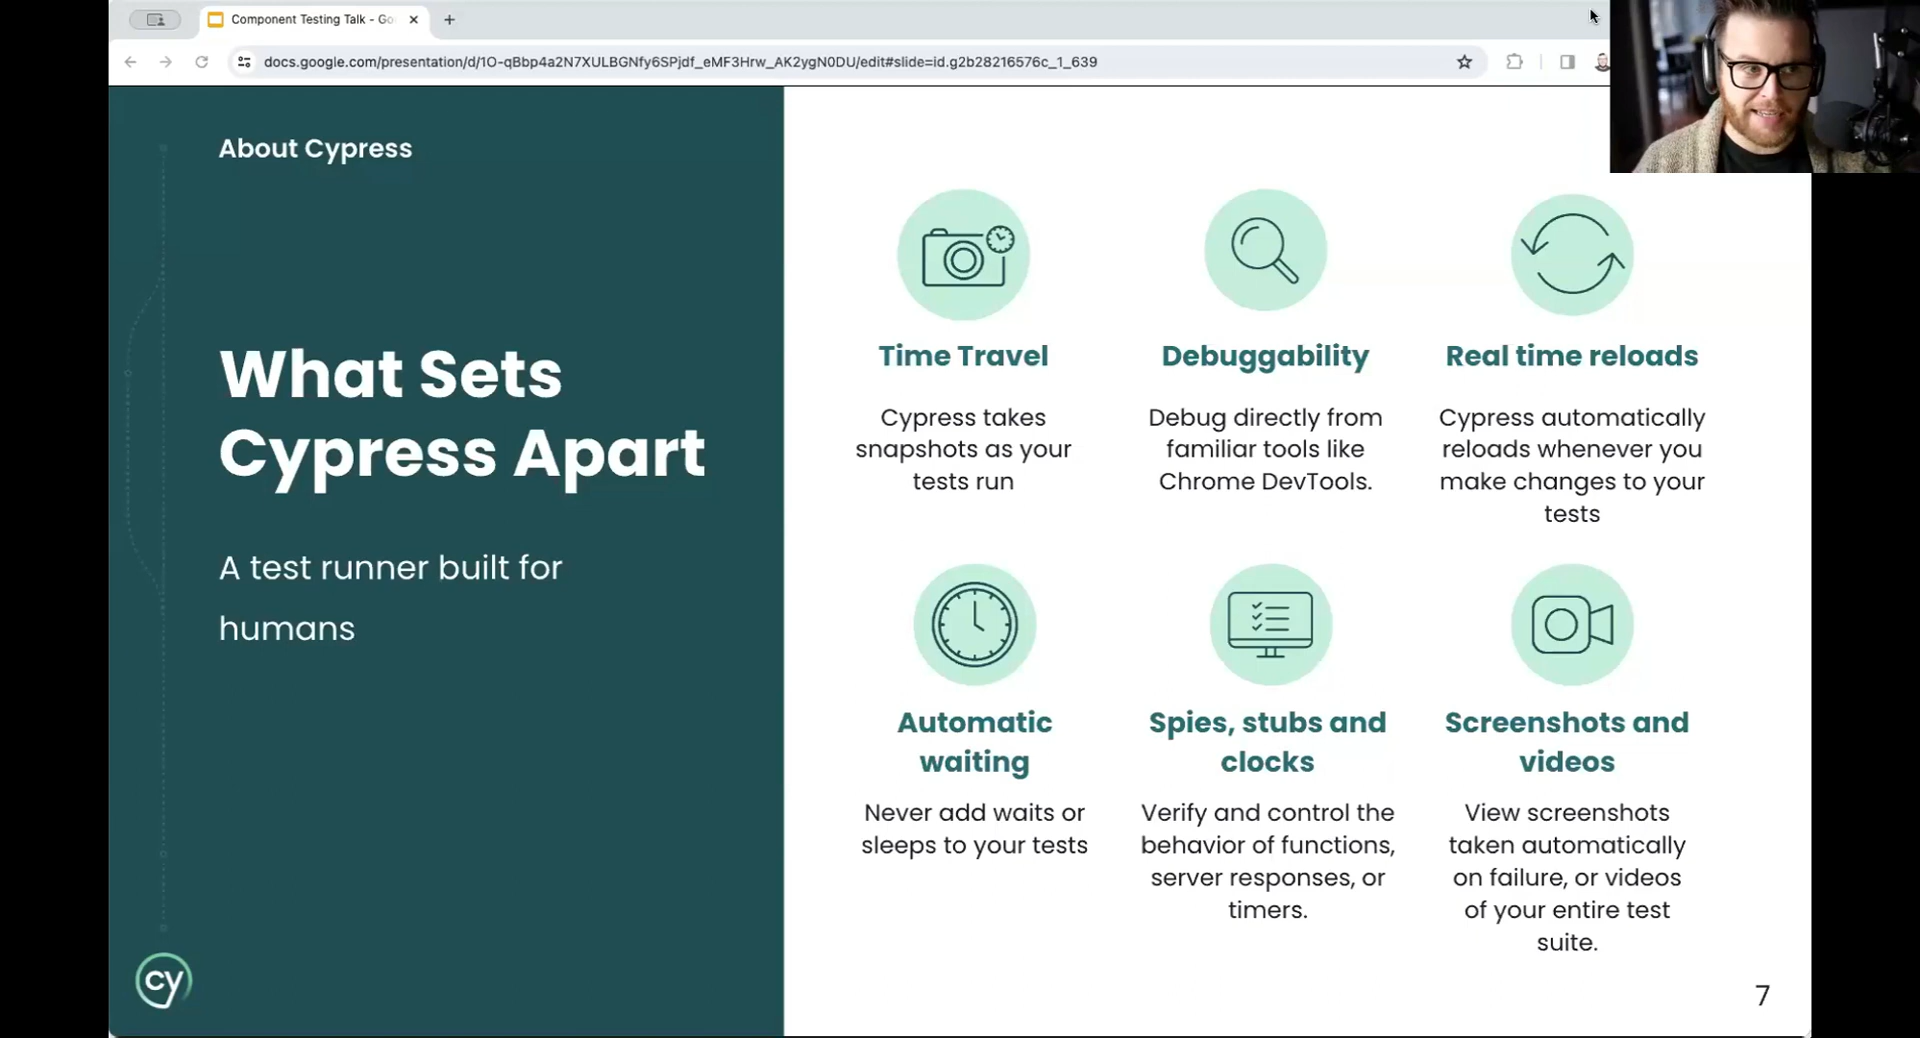 Component Testing Talk - Go
docs.google.com/presentation/d/1O-qBbp4a2N7XULBGNfy6SPjdf_eMF3Hrw_AK2ygN0DU/edit#slide=id.g2b28216576c_1_639
About Cypress
What Sets
Cypress Apart
A test runner built for
humans
Time Travel
Cypress takes
snapshots as your
tests run
Debuggability
Debug directly from
familiar tools like
Chrome DevTools.
Real time reloads
Cypress automatically
reloads whenever you
make changes to your
tests
Automatic
waiting
Never add waits or
sleeps to your tests
Spies, stubs and
clocks
Verify and control the
behavior of functions,
server responses, or
timers.
Screenshots and
videos
View screenshots
taken automatically
on failure, or videos
of your entire test
suite.
cy
7